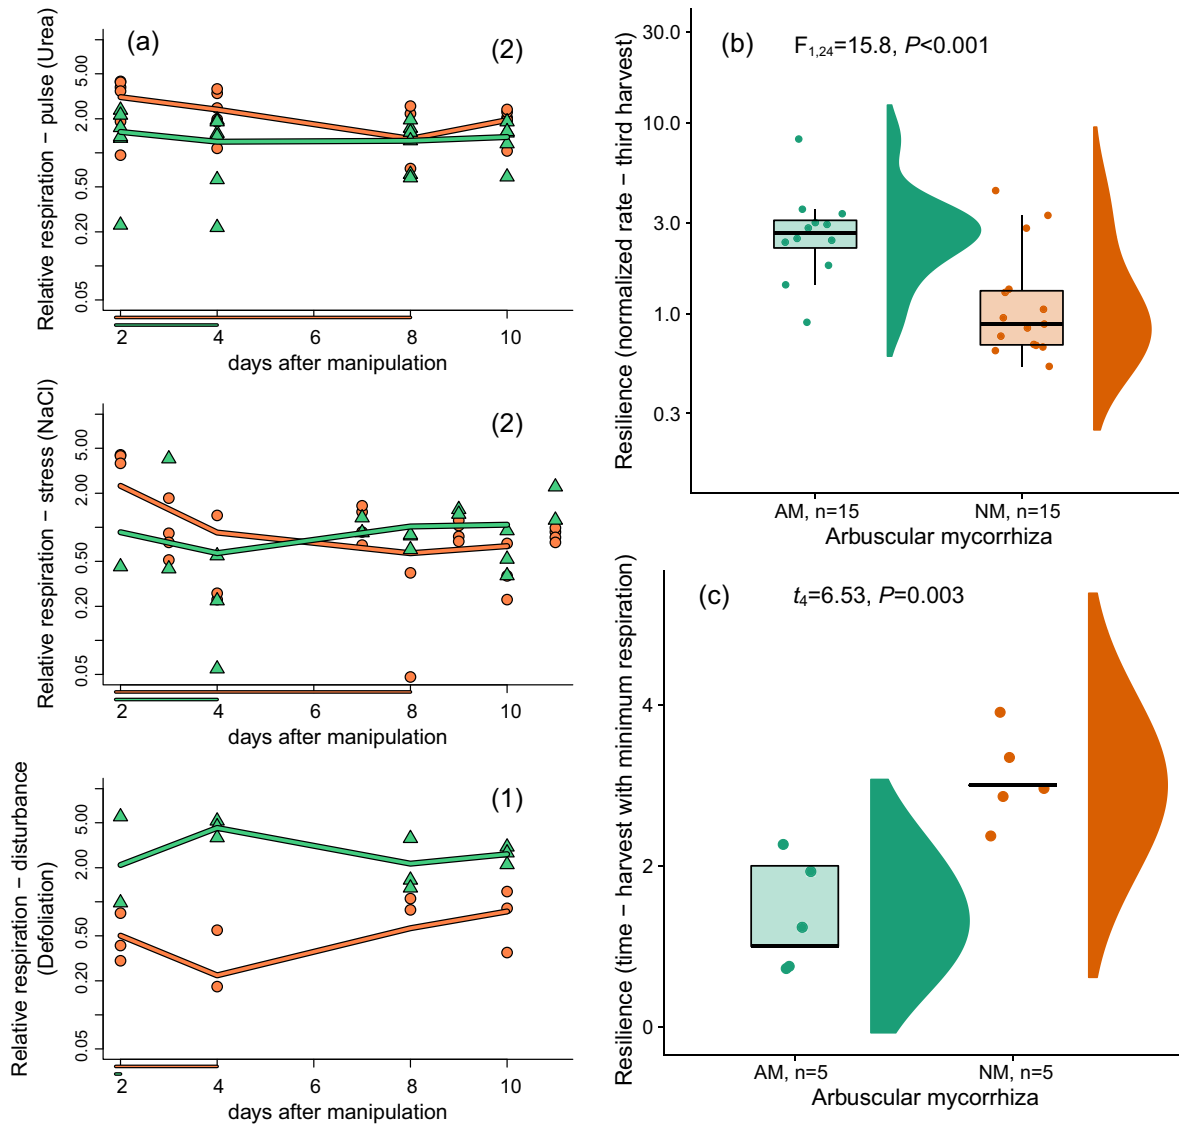 (a)
(2)
Relative respiration − pulse (Urea)
5.00
2.00
0.50
0.20
0.05
2
4
6
8
10
days after manipulation
(2)
Relative respiration − stress (NaCl)
5.00
2.00
0.50
0.20
0.05
2
4
6
8
10
days after manipulation
(1)
Relative respiration − disturbance
(Defoliation)
5.00
2.00
0.50
0.20
0.05
2
4
6
8
10
days after manipulation
(b)
F1,24=15.8, P<0.001
Resilience (normalized rate − third harvest)
30.0
10.0
3.0
1.0
0.3
AM, n=15
NM, n=15
Arbuscular mycorrhiza
(c)
t4=6.53, P=0.003
Resilience (time − harvest with minimum respiration)
4
2
0
AM, n=5
NM, n=5
Arbuscular mycorrhiza